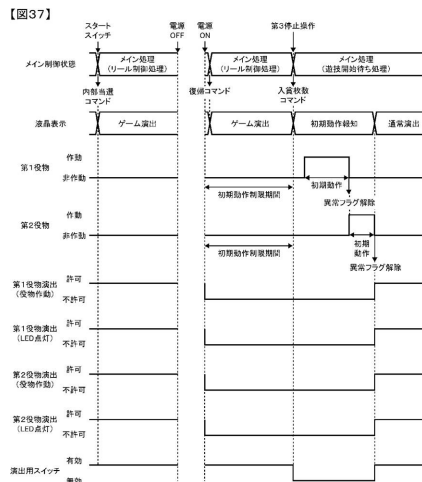 【図37】
スタート
スイッチ
電源
OFF
電源
ON
第3停止操作
メイン制御状態
メイン処理
(リール制御処理)
メイン処理
(リール制御処理)
メイン処理
(遊技開始待ち処理)
内部当選
コマンド
復帰コマンド
入賞枚数
コマンド
液晶表示
ゲーム演出
ゲーム演出
初期動作報知
通常演出
第1役物
作動
非作動
初期動作制限期間
初期動作
異常フラグ解除
第2役物
作動
非作動
初期動作制限期間
初期
動作
異常フラグ解除
第1役物演出
(役物作動)
許可
不許可
第1役物演出
(LED点灯)
許可
不許可
第2役物演出
(役物作動)
許可
不許可
第2役物演出
(LED点灯)
許可
不許可
演出用スイッチ
有効
無効